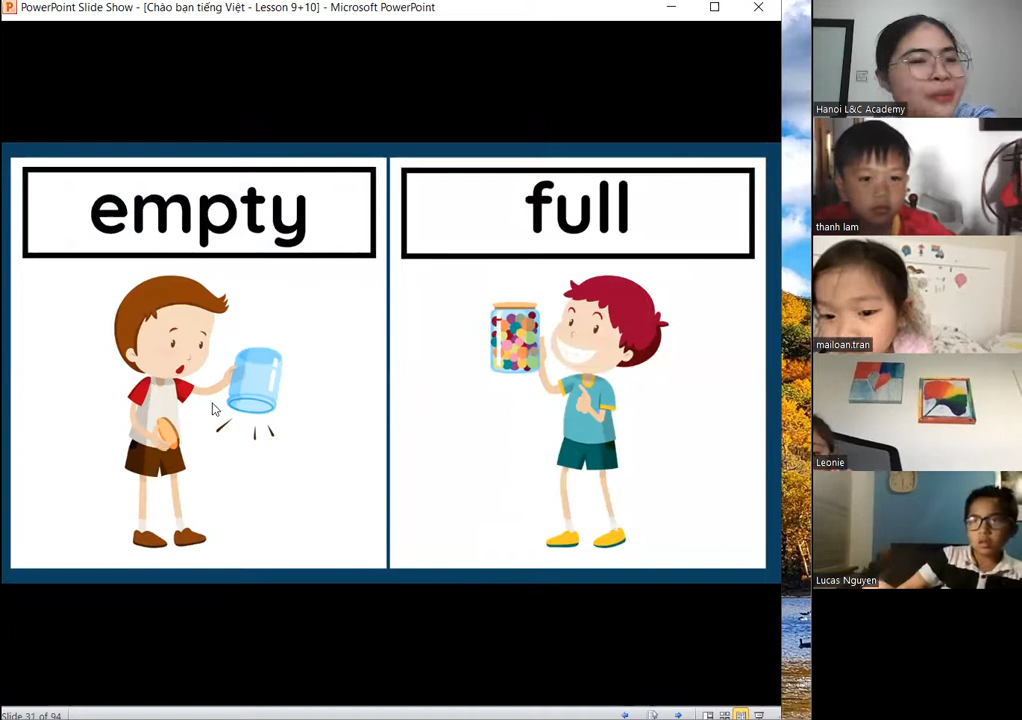 PowerPoint Slide Show - [Chào bạn tiếng Việt - Lesson 9+10] - Microsoft PowerPoint
empty
full
Hanoi L&C Academy
thanh lam
mailoan.tran
Leonie
Lucas Nguyen
Slide 31 of 94